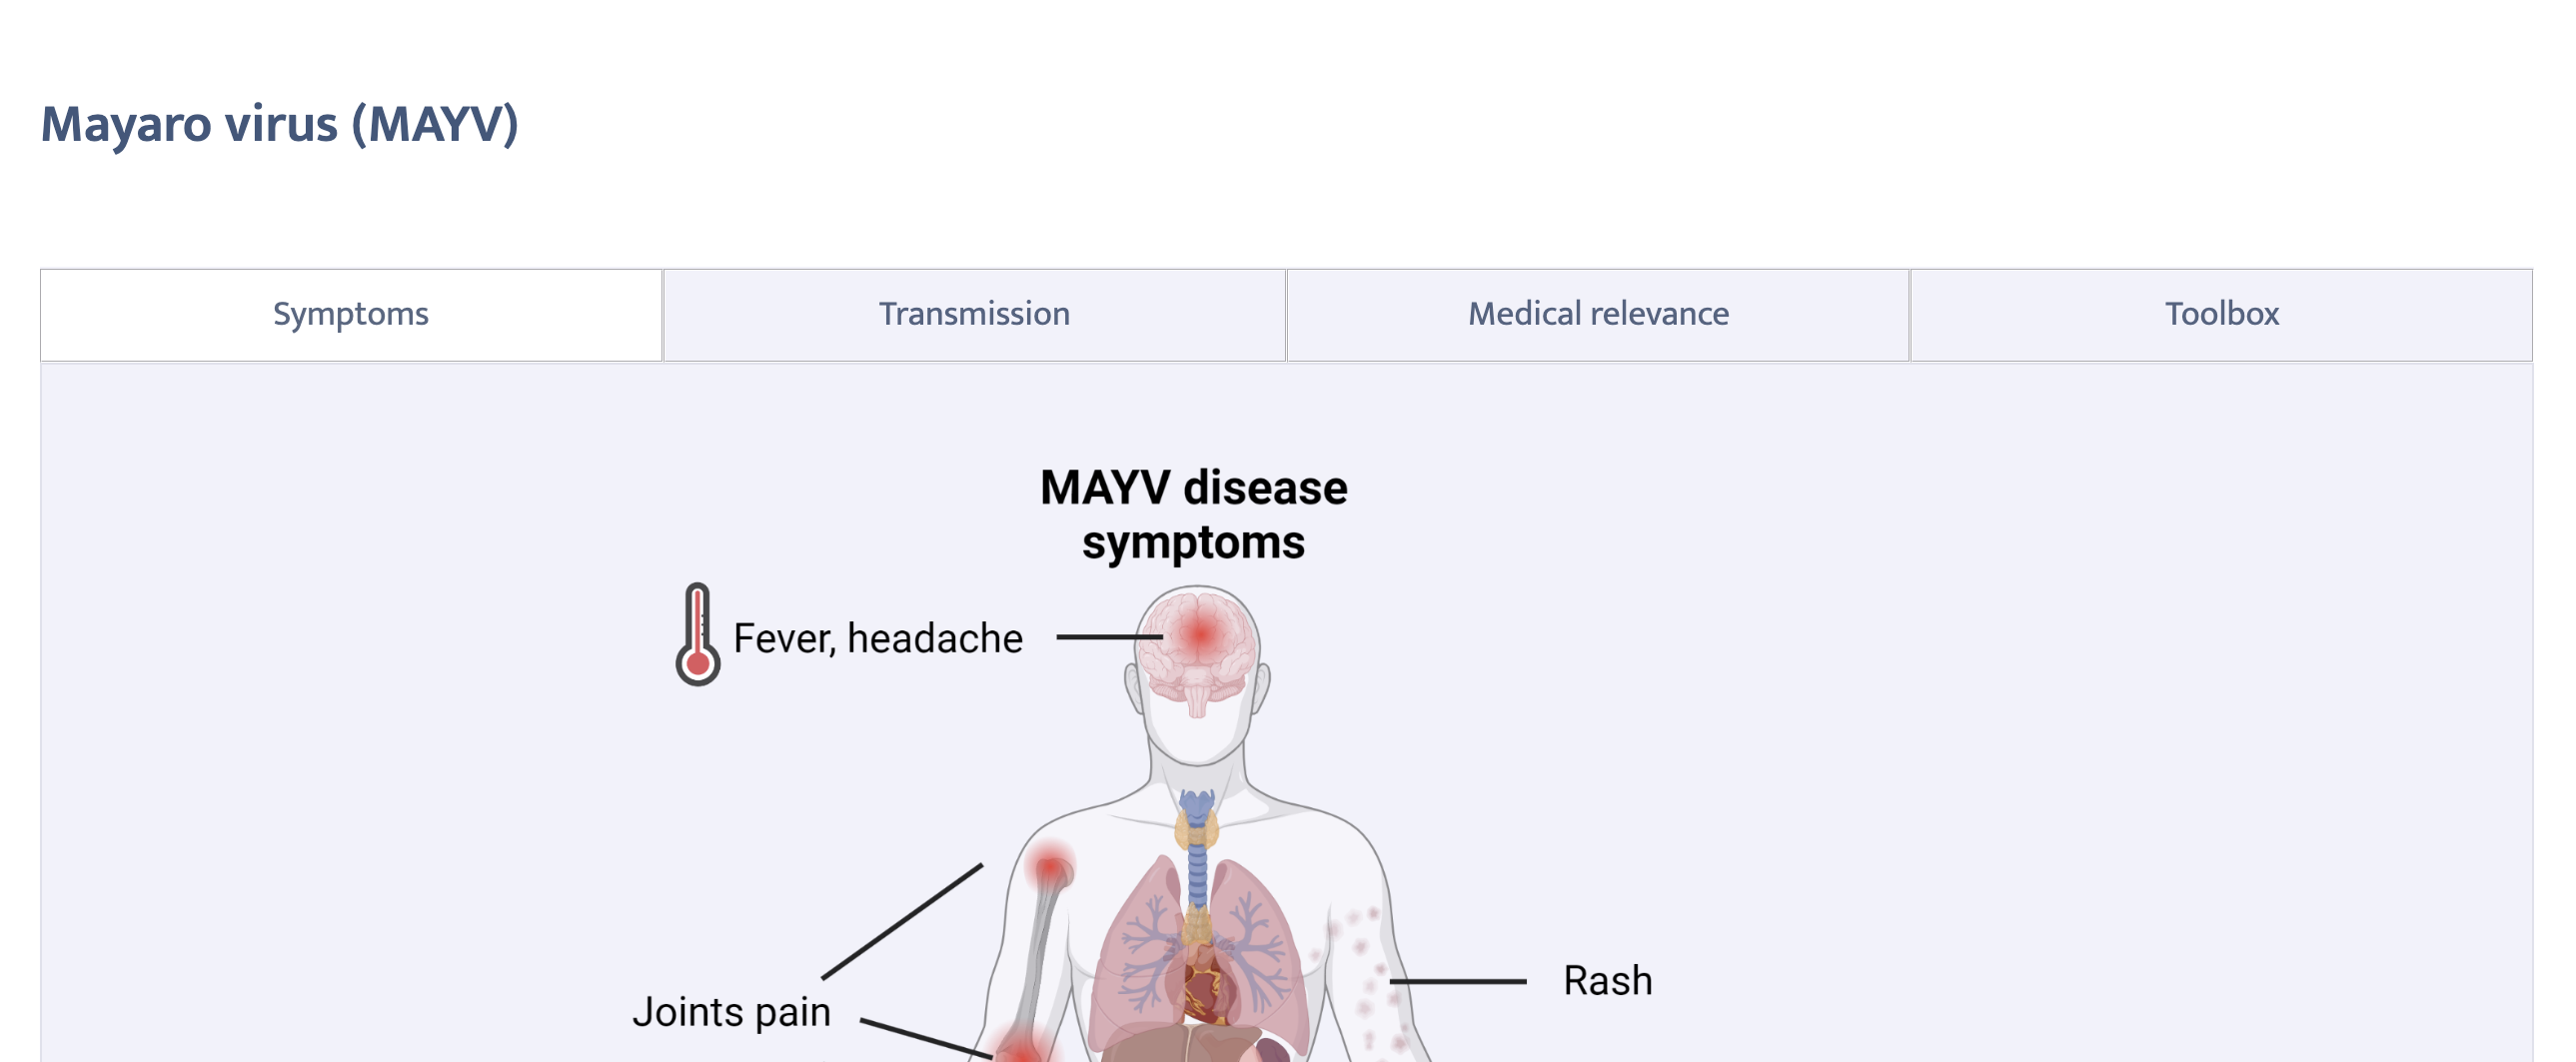 Mayaro virus (MAYV)
Symptoms
Transmission
Medical relevance
Toolbox
MAYV disease
symptoms
Fever, headache
Rash
Joints pain